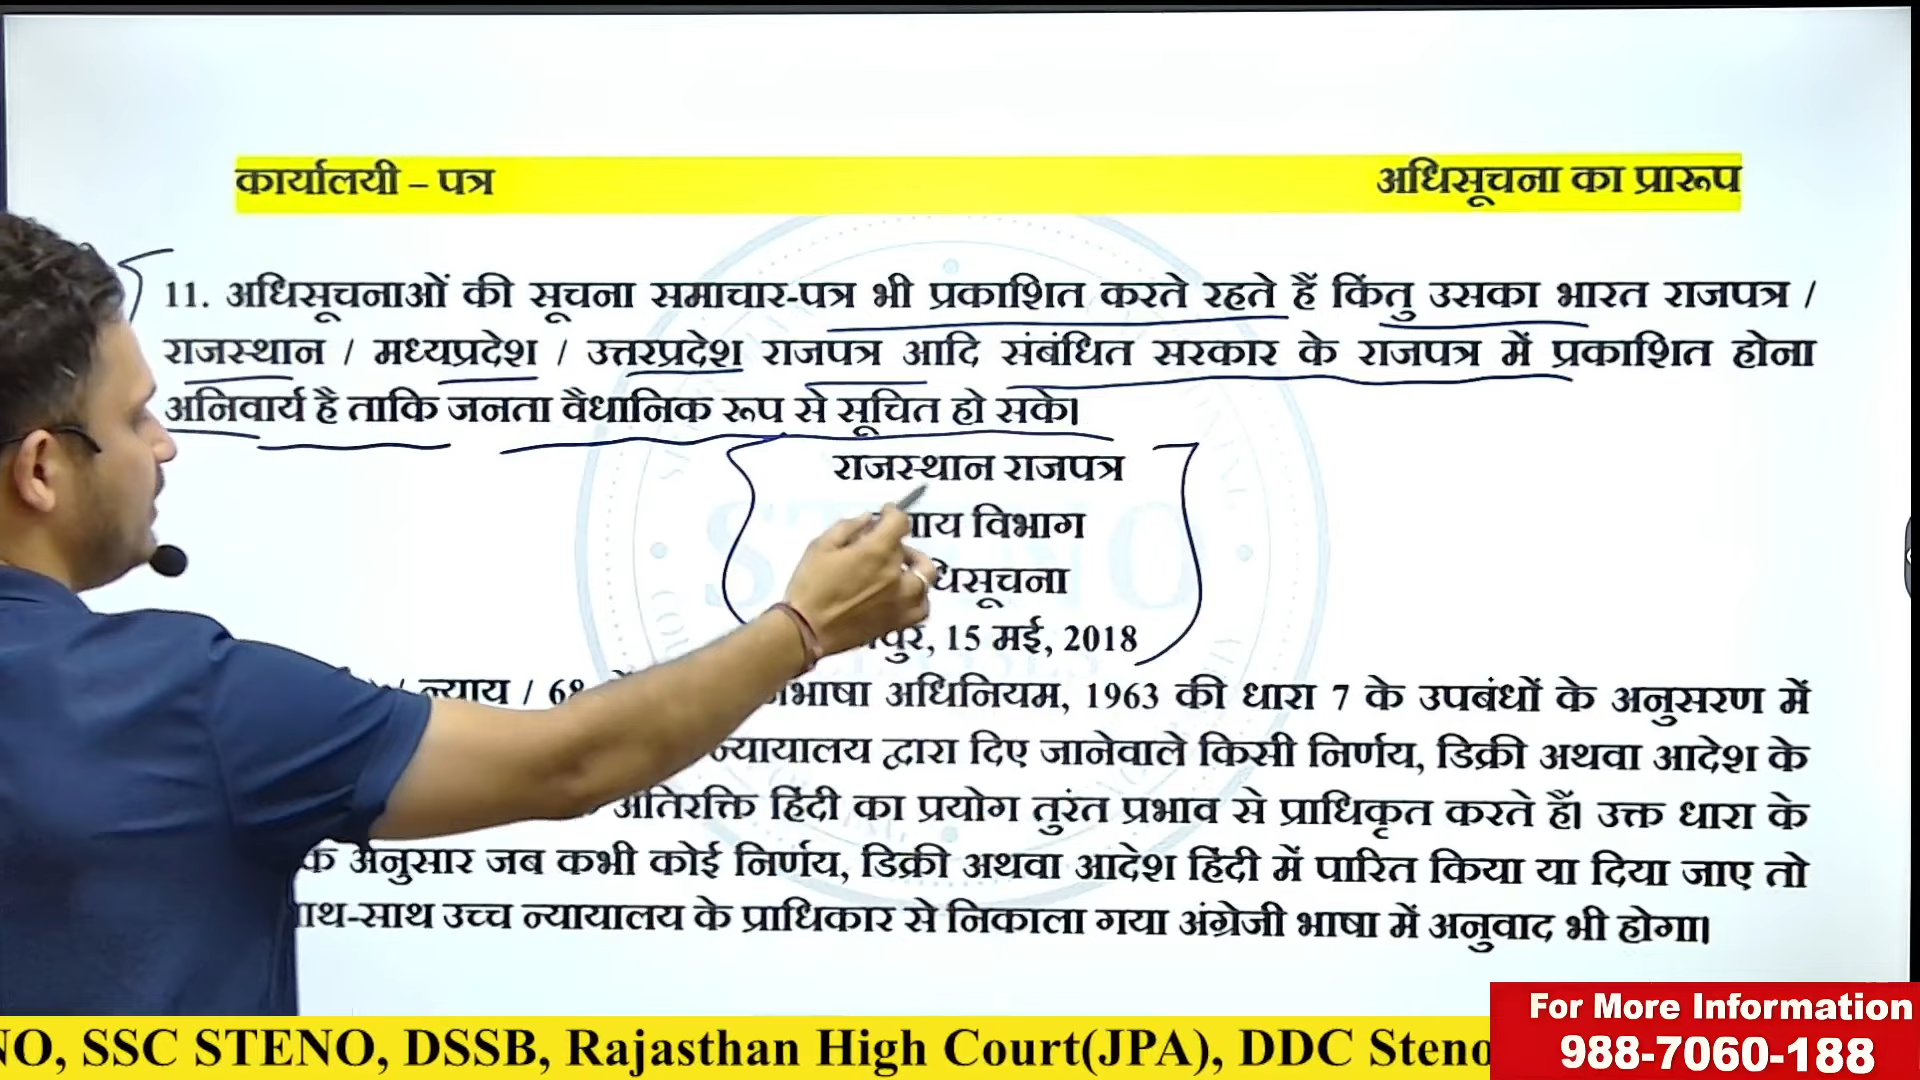 कार्यालयी – पत्र
अधिसूचना का प्रारूप
11. अधिसूचनाओं की सूचना समाचार-पत्र भी प्रकाशित करते रहते हैं किंतु उसका भारत राजपत्र /
राजस्थान / मध्यप्रदेश / उत्तरप्रदेश राजपत्र आदि संबंधित सरकार के राजपत्र में प्रकाशित होना
अनिवार्य है ताकि जनता वैधानिक रूप से सूचित हो सके।
राजस्थान राजपत्र
विभाग
15 मई, 2018
/ न्याय / 68 अधिनियम, 1963 की धारा 7 के उपबंधों के अनुसरण में
न्यायालय द्वारा दिए जानेवाले किसी निर्णय, डिक्री अथवा आदेश के
अतिरक्ति हिंदी का प्रयोग तुरंत प्रभाव से प्राधिकृत करते हैं। उक्त धारा के
अनुसार जब कभी कोई निर्णय, डिक्री अथवा आदेश हिंदी में पारित किया या दिया जाए तो
उच्च न्यायालय के प्राधिकार से निकाला गया अंग्रेजी भाषा में अनुवाद भी होगा।
NO, SSC STENO, DSSB, Rajasthan High Court(JPA), DDC Steno
For More Information
988-7060-188